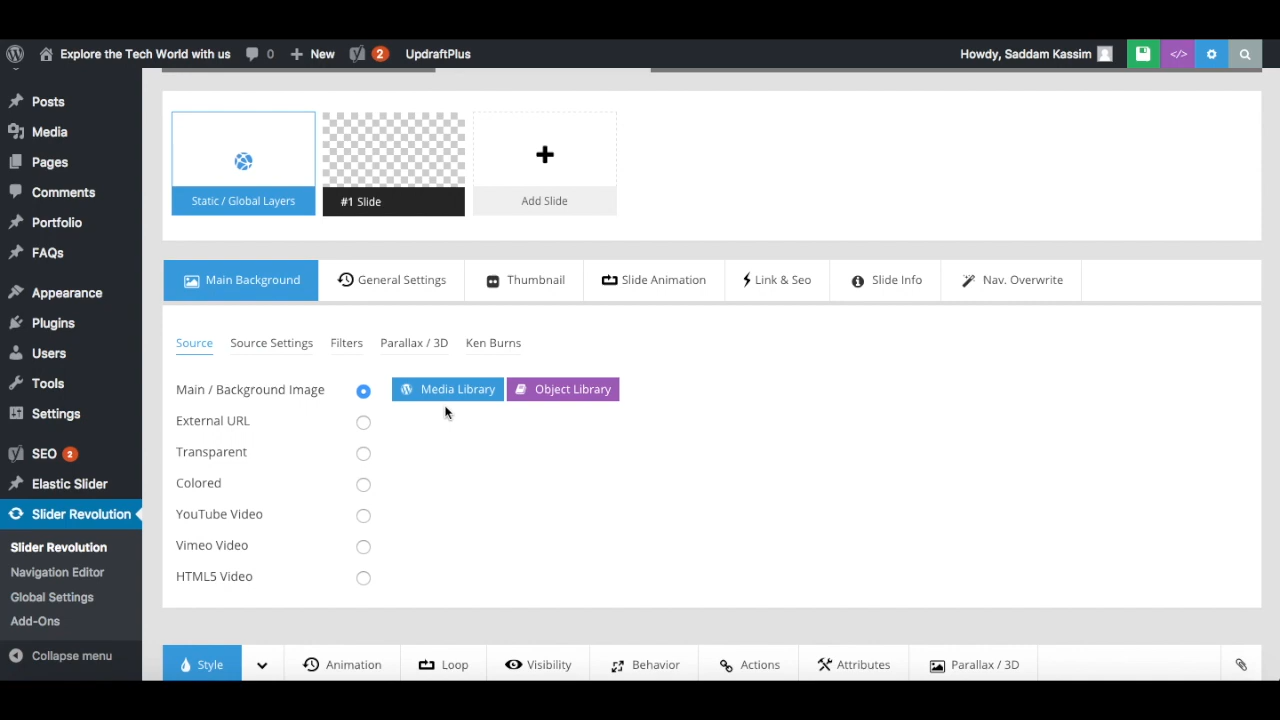 Explore the Tech World with us 0 New 2 UpdraftPlus Howdy, Saddam Kassim </>
Posts
Media
Pages
Comments
Portfolio
FAQs
Appearance
Plugins
Users
Tools
Settings
SEO 2
Elastic Slider
Slider Revolution
Slider Revolution
Navigation Editor
Global Settings
Add-Ons
Collapse menu
Static / Global Layers #1 Slide Add Slide
Main Background General Settings Thumbnail Slide Animation Link & Seo Slide Info Nav. Overwrite
Source Source Settings Filters Parallax / 3D Ken Burns
Main / Background Image Media Library Object Library
External URL
Transparent
Colored
YouTube Video
Vimeo Video
HTML5 Video
Style Animation Loop Visibility Behavior Actions Attributes Parallax / 3D